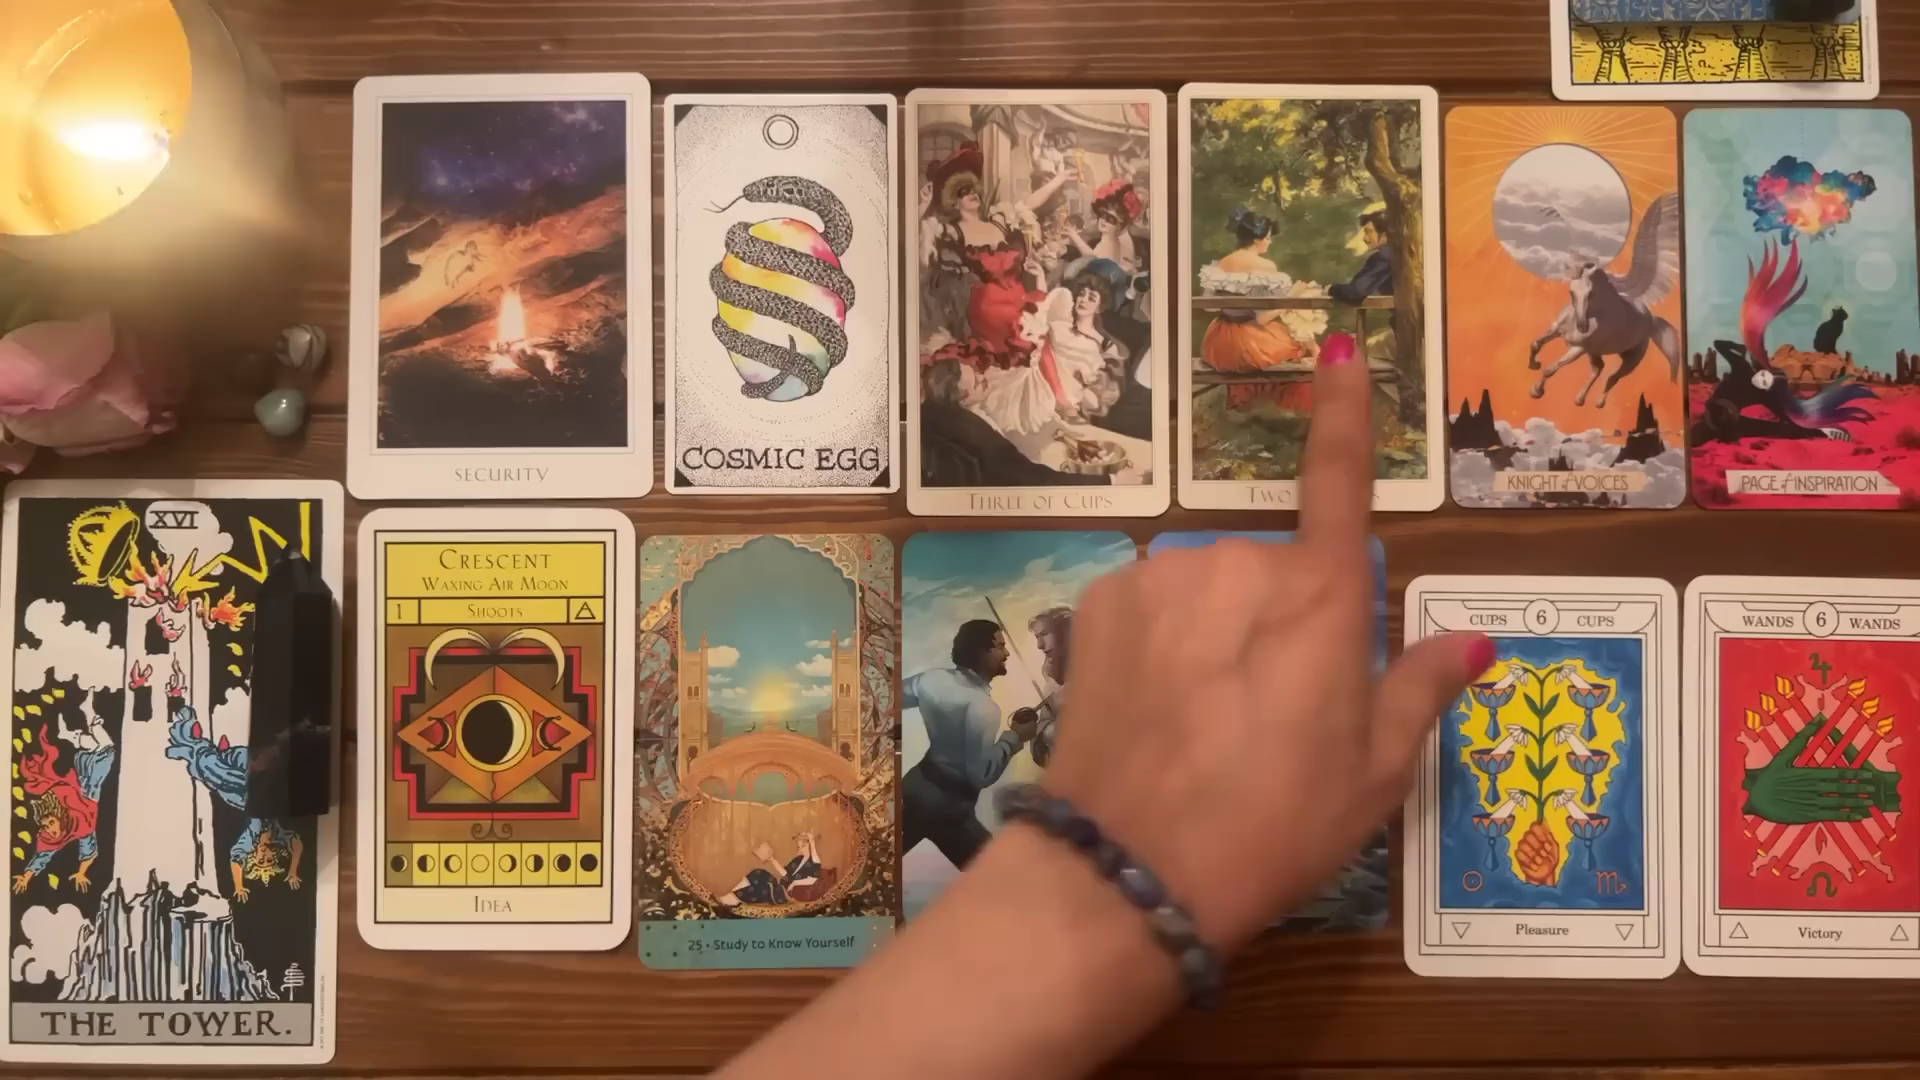 SECURITY
COSMIC EGG
THREE OF CUPS
TWO
KNIGHT of VOICES
PAGE of INSPIRATION
XVI
THE TOWER.
CRESCENT
WAXING AIR MOON
1 SHOOTS
IDEA
25 • Study to Know Yourself
CUPS 6 CUPS
Pleasure
WANDS 6 WANDS
Victory